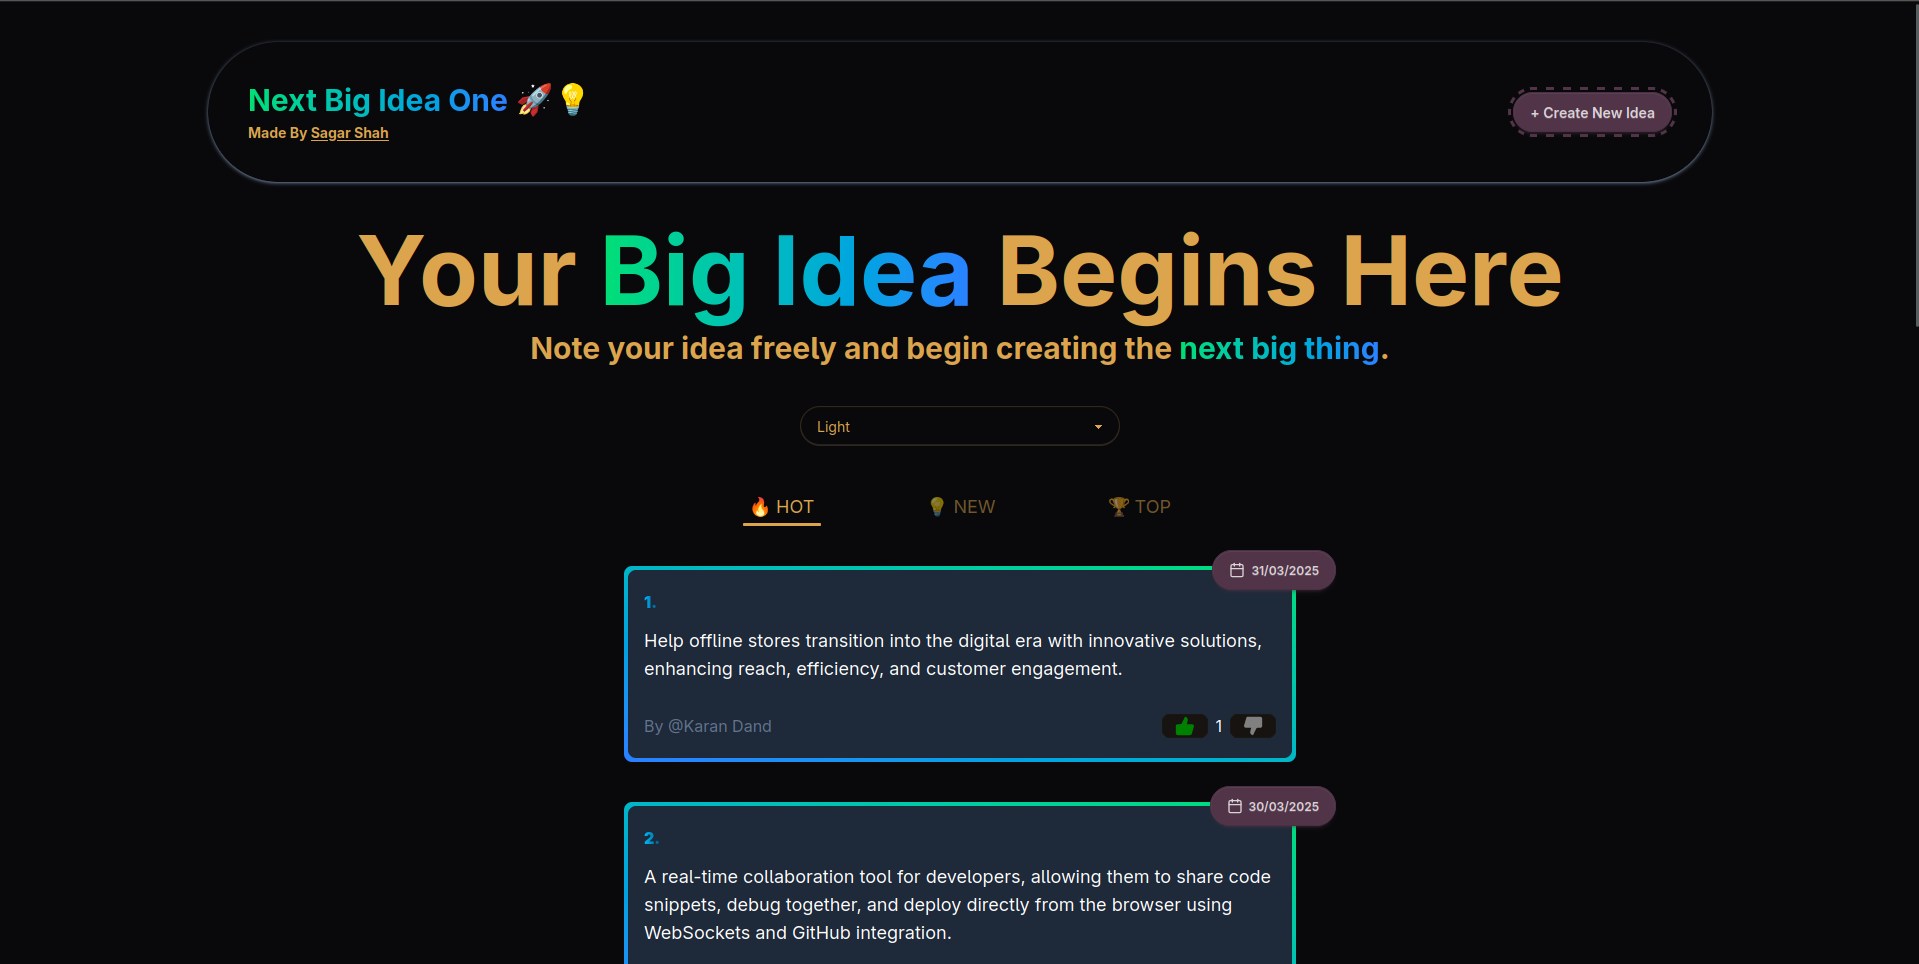 Next Big Idea One 🚀💡
Made By Sagar Shah
+ Create New Idea
Your Big Idea Begins Here
Note your idea freely and begin creating the next big thing.
Light
🔥 HOT
💡 NEW
🏆 TOP
31/03/2025
1.
Help offline stores transition into the digital era with innovative solutions,
enhancing reach, efficiency, and customer engagement.
By @Karan Dand
1
30/03/2025
2.
A real-time collaboration tool for developers, allowing them to share code
snippets, debug together, and deploy directly from the browser using
WebSockets and GitHub integration.